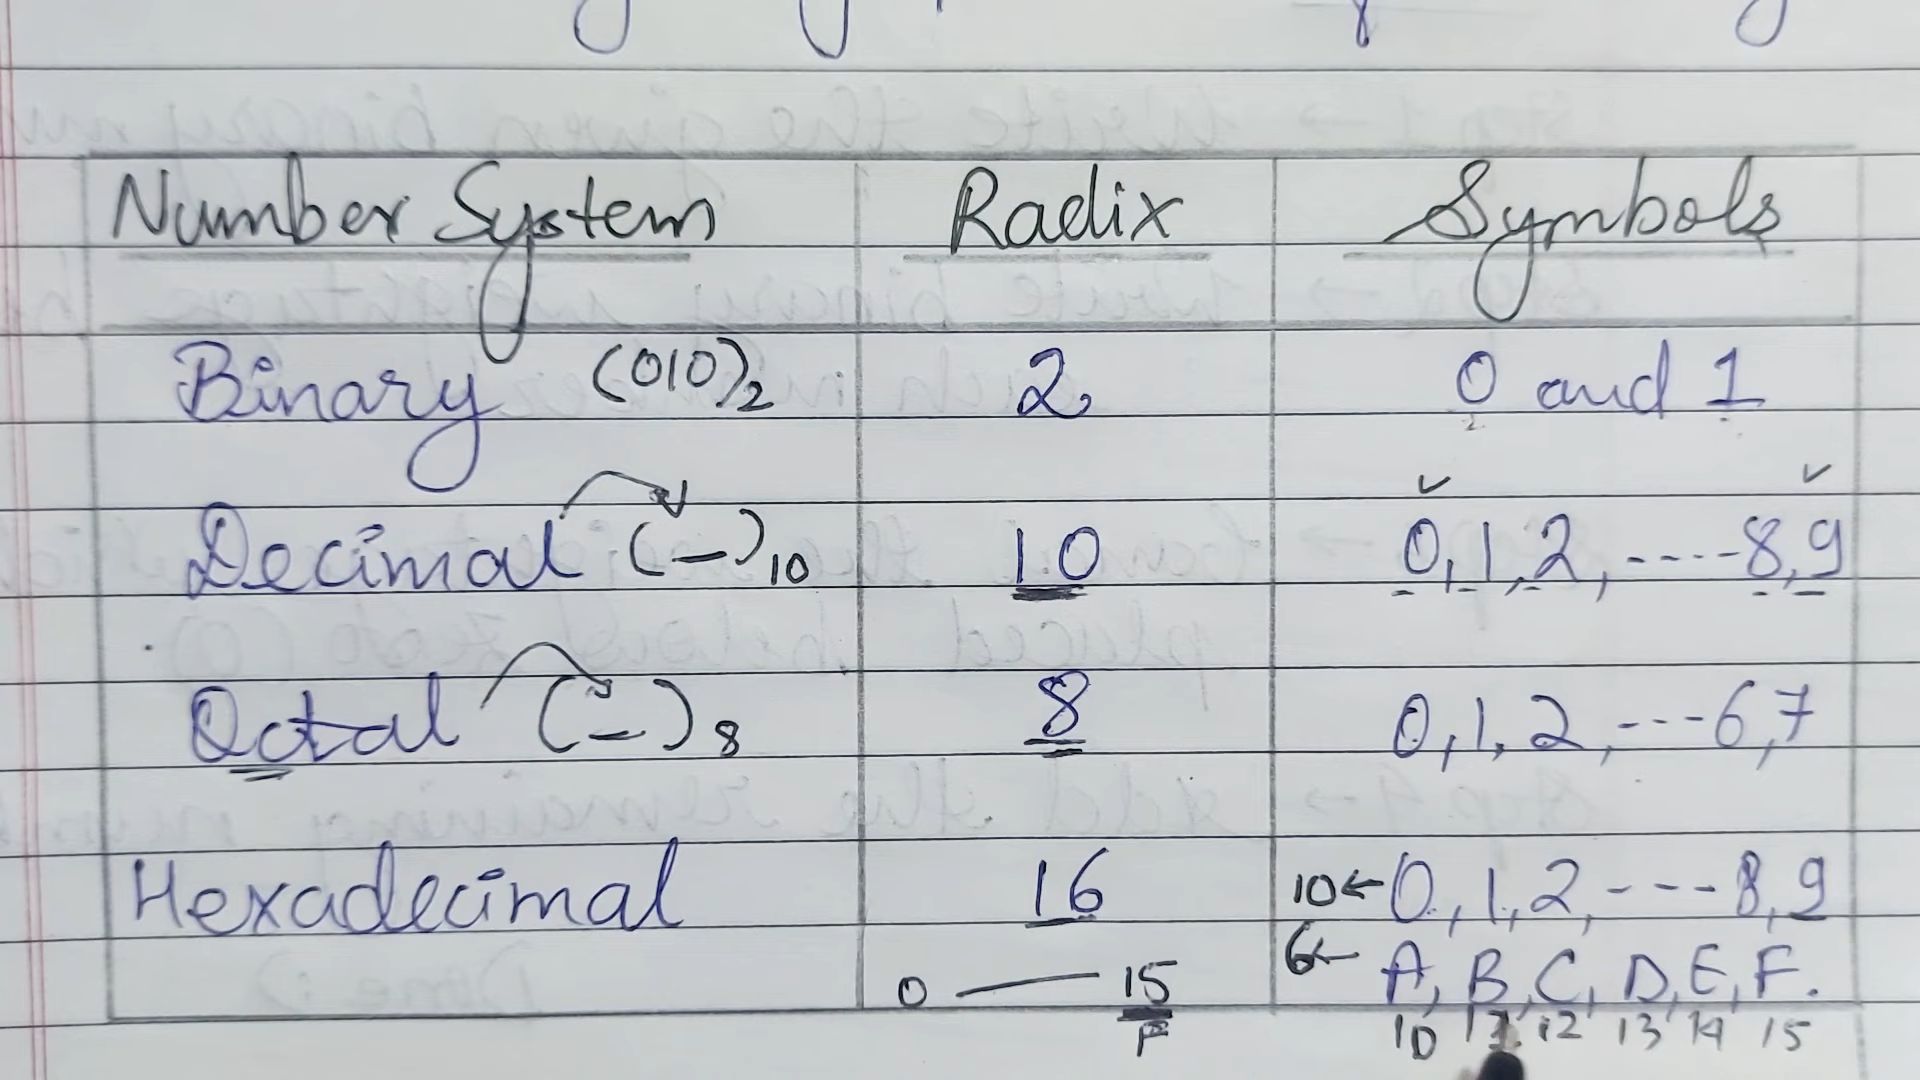 Number System Radix Symbols
Binary (010)2 2 0 and 1
Decimal (_)10 10 0,1,2,----8,9
Octal (_)8 8 0,1,2,---6,7
Hexadecimal 16 10← 0,1,2,---8,9
6← A,B,C,D,E,F.
0 — 15 10 11 12 13 14 15
F